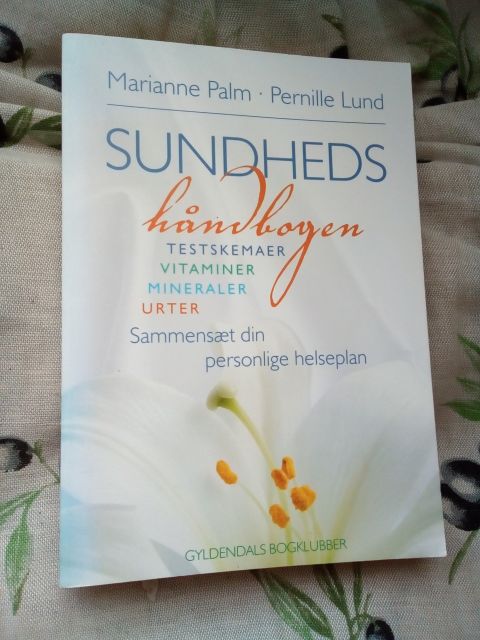 Marianne Palm · Pernille Lund
SUNDHEDS
håndbogen
TESTSKEMAER
VITAMINER
MINERALER
URTER
Sammensæt din
personlige helseplan
GYLDENDALS BOGKLUBBER